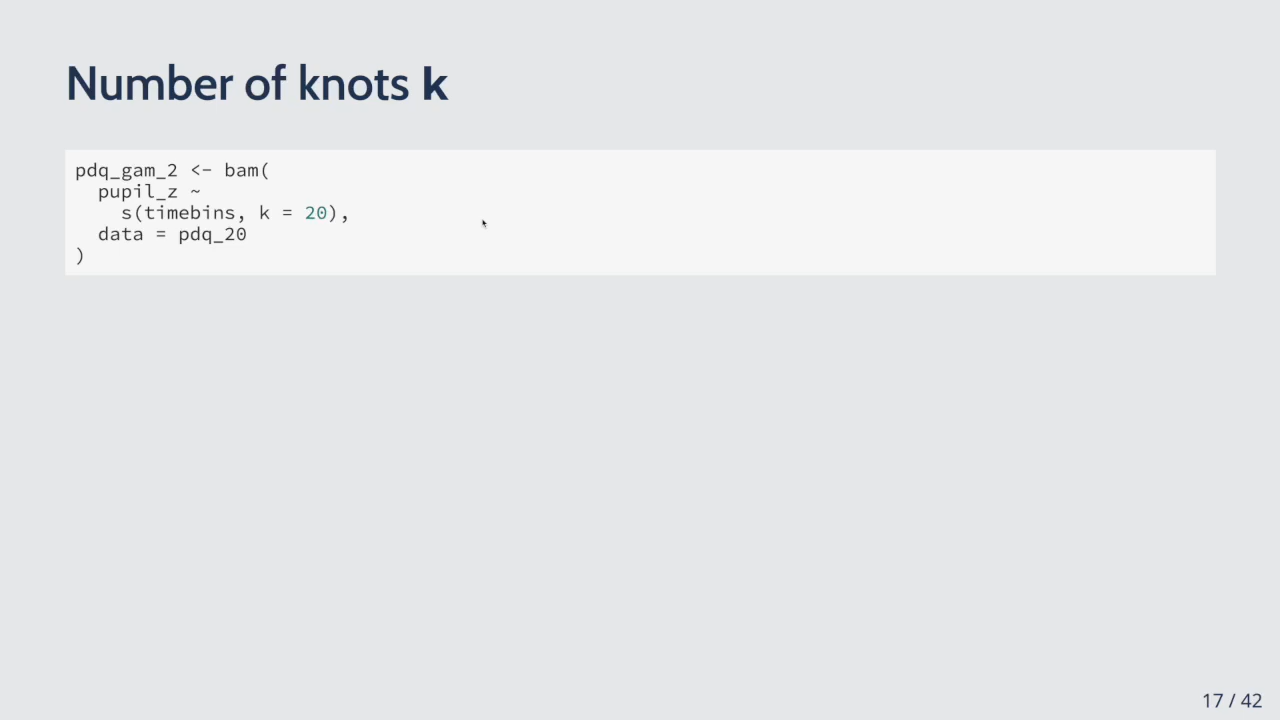 Number of knots k
pdq_gam_2 <- bam(
  pupil_z ~
    s(timebins, k = 20),
  data = pdq_20
)
17 / 42